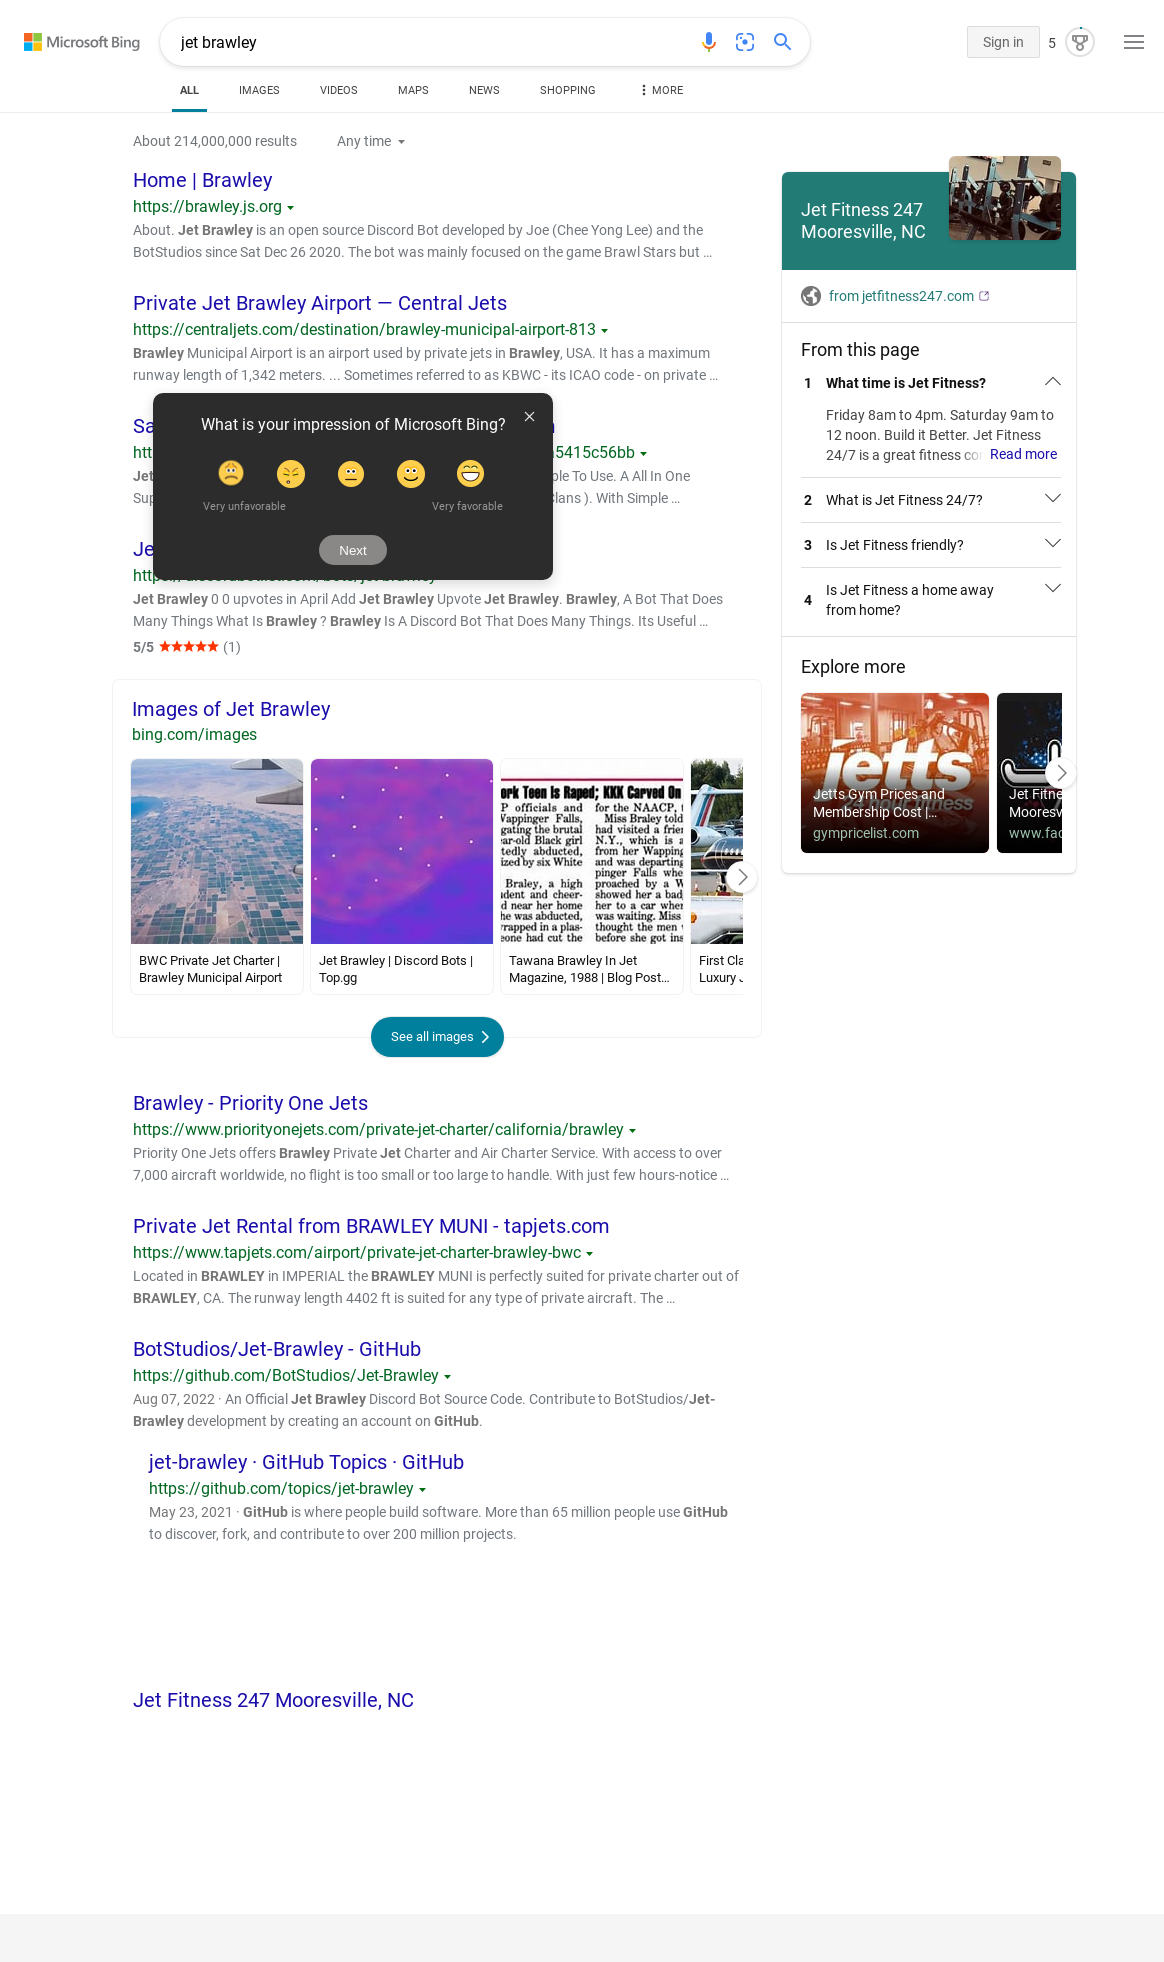 Microsoft Bing
jet brawley
Sign in
5
ALL
IMAGES
VIDEOS
MAPS
NEWS
SHOPPING
MORE
About 214,000,000 results
Any time
Home | Brawley
https://brawley.js.org
About. Jet Brawley is an open source Discord Bot developed by Joe (Chee Yong Lee) and the
BotStudios since Sat Dec 26 2020. The bot was mainly focused on the game Brawl Stars but …
Private Jet Brawley Airport — Central Jets
https://centraljets.com/destination/brawley-municipal-airport-813
Brawley Municipal Airport is an airport used by private jets in Brawley, USA. It has a maximum
runway length of 1,342 meters. ... Sometimes referred to as KBWC - its ICAO code - on private …
Sa
htt
5415c56bb
Jet
ple To Use. A All In One
Sup
Clans ). With Simple …
What is your impression of Microsoft Bing?
Very unfavorable
Very favorable
Next
Je
Jet Brawley 0 0 upvotes in April Add Jet Brawley Upvote Jet Brawley. Brawley, A Bot That Does
Many Things What Is Brawley ? Brawley Is A Discord Bot That Does Many Things. Its Useful …
5/5
(1)
Images of Jet Brawley
bing.com/images
ork Teen Is Raped; KKK Carved On
P officials and
Wappinger Falls,
gating the brutal
ear-old Black girl
tedly abducted,
ized by six White
Braley, a high
udent and cheer-
d near her home
he was abducted,
wrapped in a plas-
eone had cut the
for the NAACP, t
Miss Braley told
had visited a frien
N.Y., which is a
from her Wapping
and was departing
pinger Falls whe
proached by a W
showed her a bad
her to a car when
was waiting. Miss
thought the men
before she got ins
BWC Private Jet Charter |
Brawley Municipal Airport
Jet Brawley | Discord Bots |
Top.gg
Tawana Brawley In Jet
Magazine, 1988 | Blog Post…
First Cla
Luxury J
See all images
Brawley - Priority One Jets
https://www.priorityonejets.com/private-jet-charter/california/brawley
Priority One Jets offers Brawley Private Jet Charter and Air Charter Service. With access to over
7,000 aircraft worldwide, no flight is too small or too large to handle. With just few hours-notice …
Private Jet Rental from BRAWLEY MUNI - tapjets.com
https://www.tapjets.com/airport/private-jet-charter-brawley-bwc
Located in BRAWLEY in IMPERIAL the BRAWLEY MUNI is perfectly suited for private charter out of
BRAWLEY, CA. The runway length 4402 ft is suited for any type of private aircraft. The …
BotStudios/Jet-Brawley - GitHub
https://github.com/BotStudios/Jet-Brawley
Aug 07, 2022 · An Official Jet Brawley Discord Bot Source Code. Contribute to BotStudios/Jet-
Brawley development by creating an account on GitHub.
jet-brawley · GitHub Topics · GitHub
https://github.com/topics/jet-brawley
May 23, 2021 · GitHub is where people build software. More than 65 million people use GitHub
to discover, fork, and contribute to over 200 million projects.
Jet Fitness 247 Mooresville, NC
Jet Fitness 247
Mooresville, NC
from jetfitness247.com
From this page
1 What time is Jet Fitness?
Friday 8am to 4pm. Saturday 9am to
12 noon. Build it Better. Jet Fitness
24/7 is a great fitness co Read more
2 What is Jet Fitness 24/7?
3 Is Jet Fitness friendly?
4 Is Jet Fitness a home away
from home?
Explore more
jetts
24 hour fitness
Jetts Gym Prices and
Membership Cost |…
gympricelist.com
Jet Fitne
Mooresv
www.fac